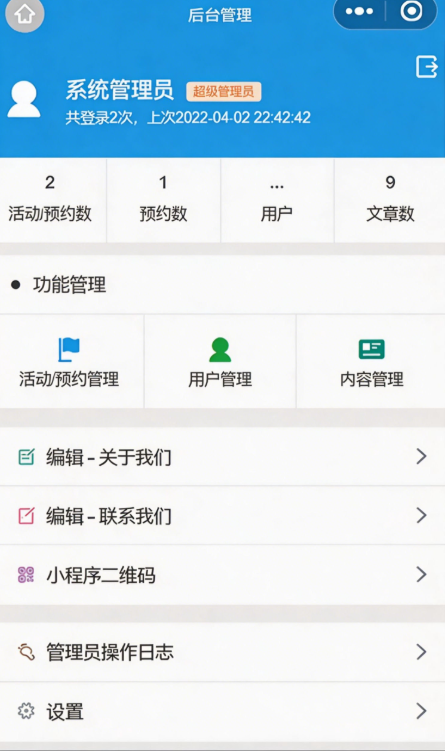 后台管理
系统管理员 超级管理员
共登录2次，上次2022-04-02 22:42:42
2 1 ... 9
活动/预约数 预约数 用户 文章数
功能管理
活动/预约管理 用户管理 内容管理
编辑-关于我们
编辑-联系我们
小程序二维码
管理员操作日志
设置